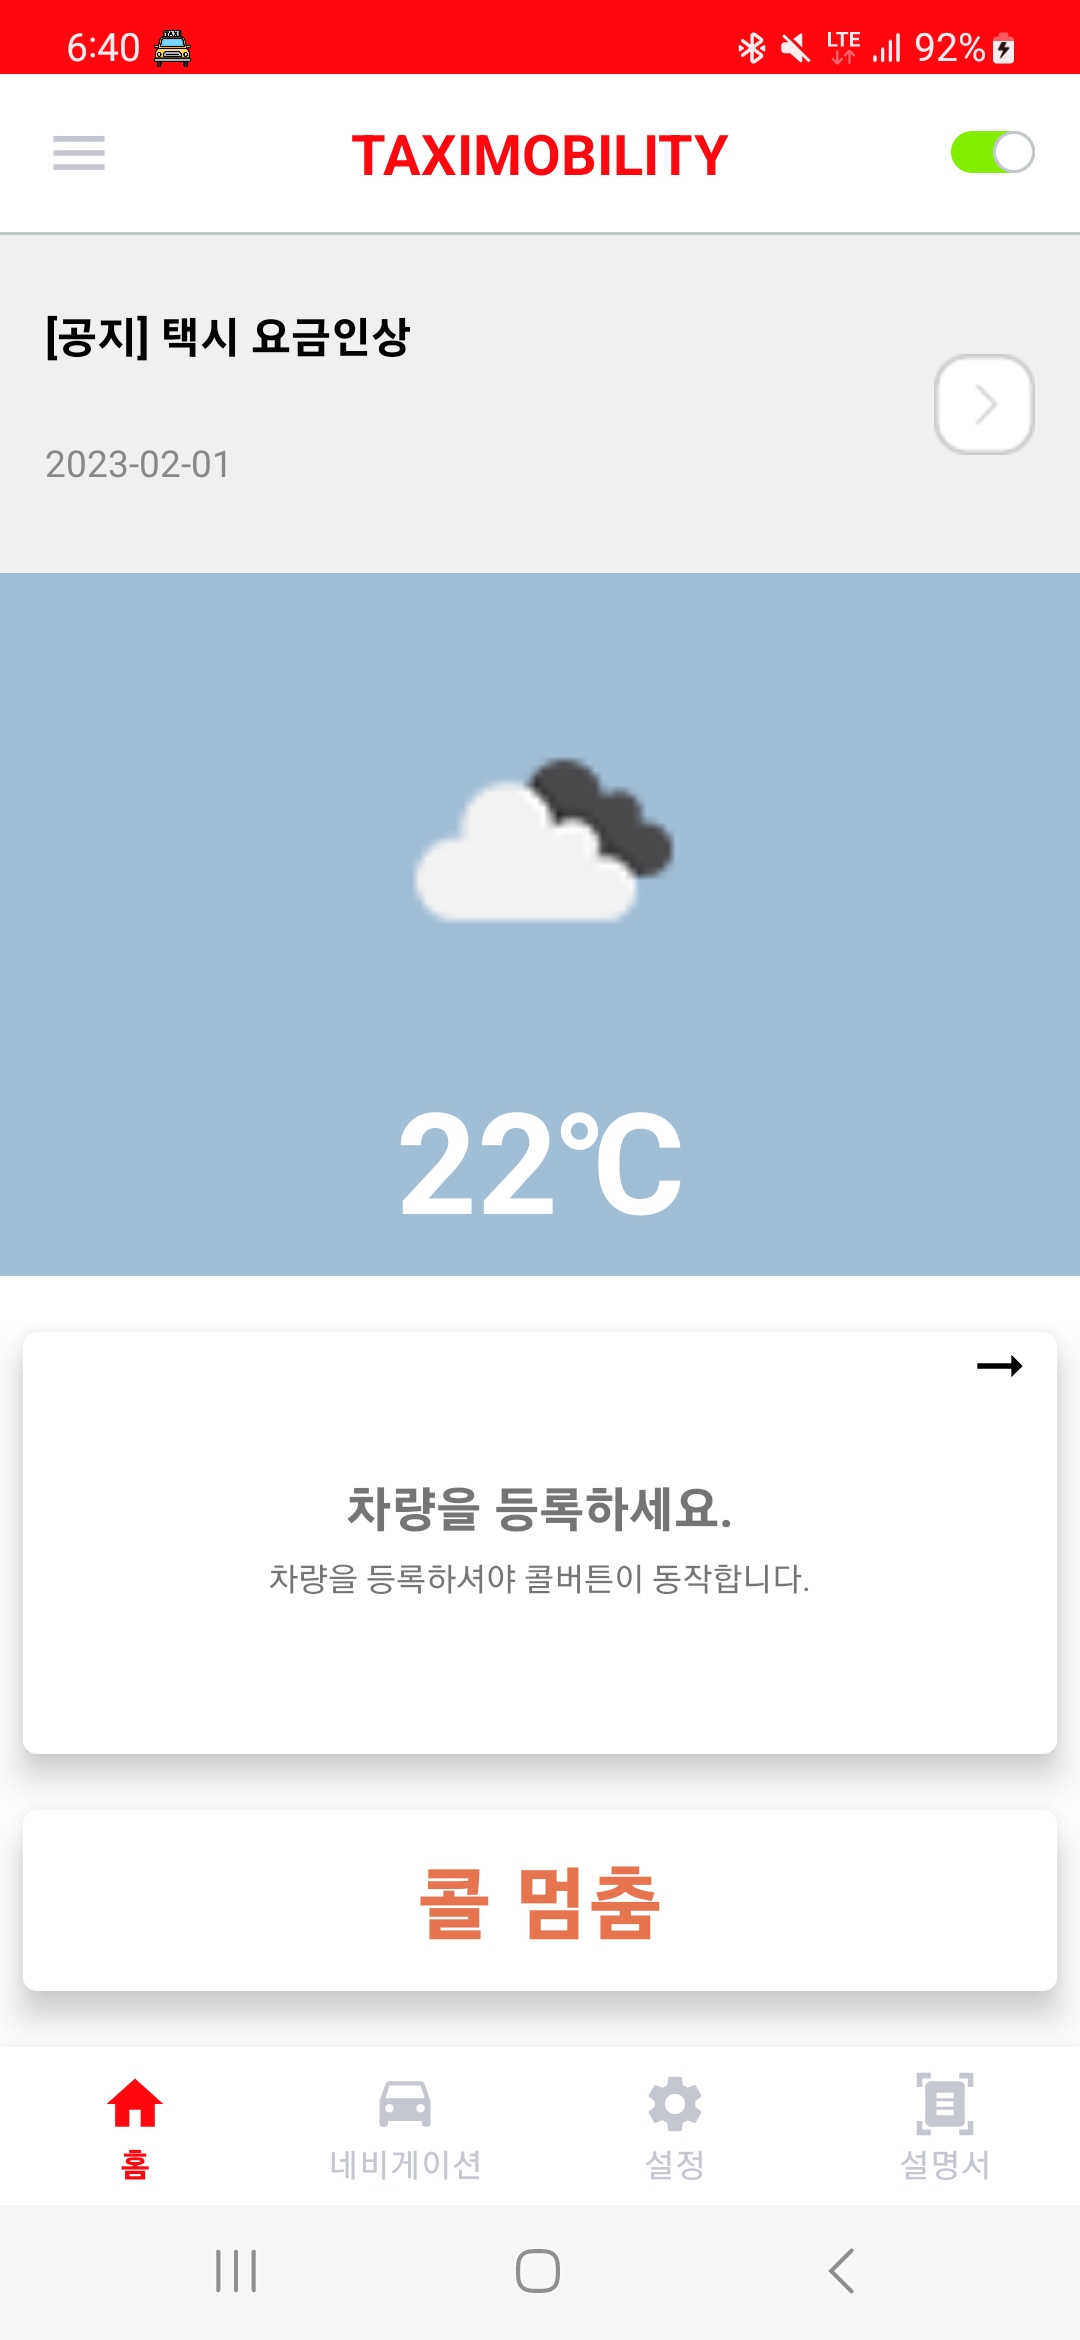 6:40 LTE 92%
TAXIMOBILITY
[공지] 택시 요금인상
2023-02-01
22℃
차량을 등록하세요.
차량을 등록하셔야 콜버튼이 동작합니다.
콜 멈춤
홈 네비게이션 설정 설명서